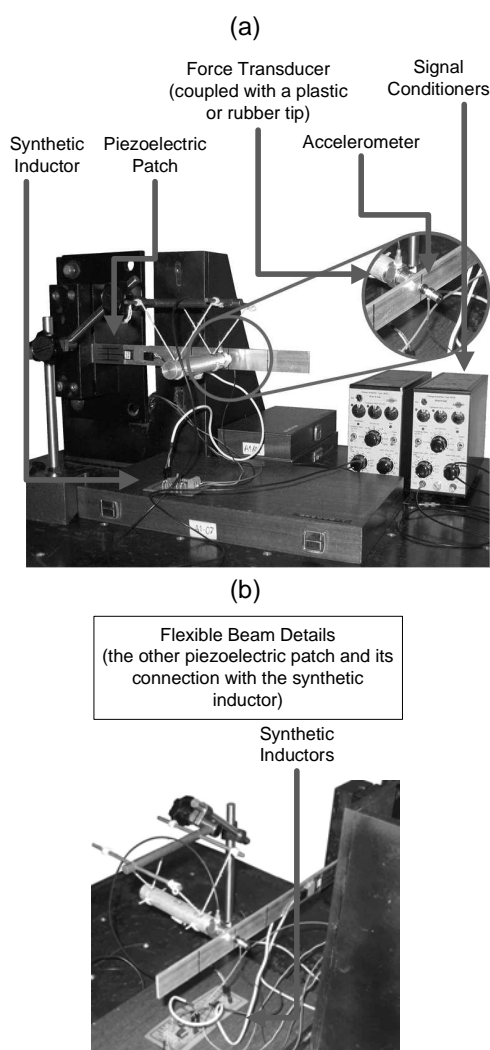 (a)
Force Transducer
(coupled with a plastic
or rubber tip)
Signal
Conditioners
Synthetic
Inductor
Piezoelectric
Patch
Accelerometer
(b)
Flexible Beam Details
(the other piezoelectric patch and its
connection with the synthetic
inductor)
Synthetic
Inductors